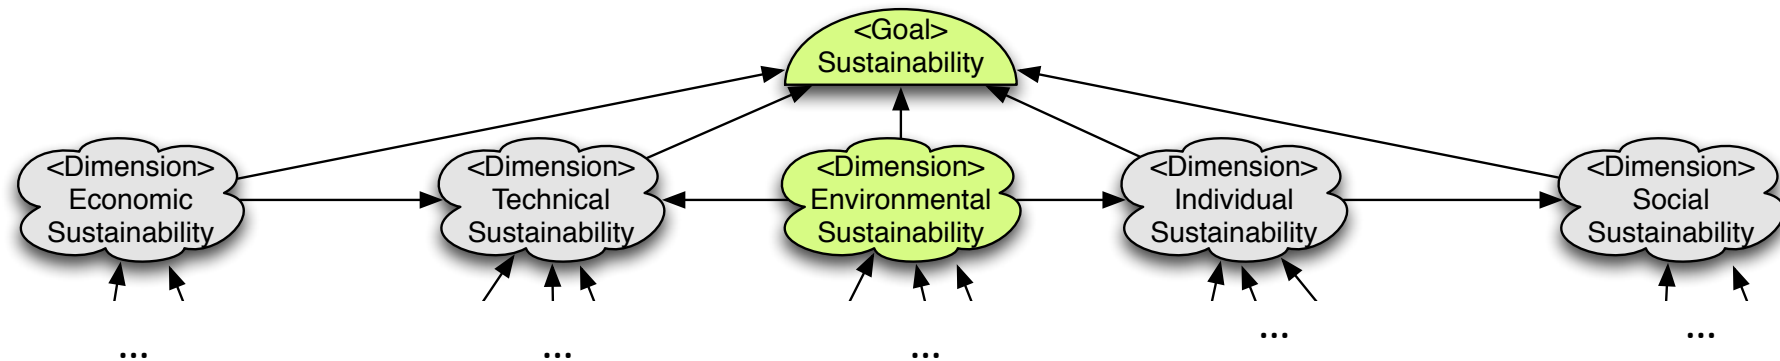 <Goal>
Sustainability
<Dimension>
Economic
Sustainability
<Dimension>
Technical
Sustainability
<Dimension>
Environmental
Sustainability
<Dimension>
Individual
Sustainability
<Dimension>
Social
Sustainability
...
...
...
...
...